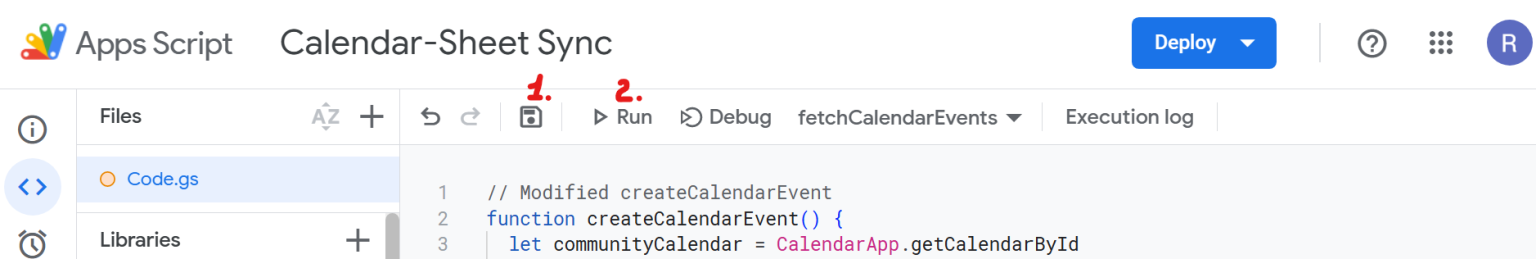 Apps Script Calendar-Sheet Sync Deploy R
1. 2.
Files AZ Run Debug fetchCalendarEvents Execution log
Code.gs
1 // Modified createCalendarEvent
2 function createCalendarEvent() {
Libraries
3 let communityCalendar = CalendarApp.getCalendarById